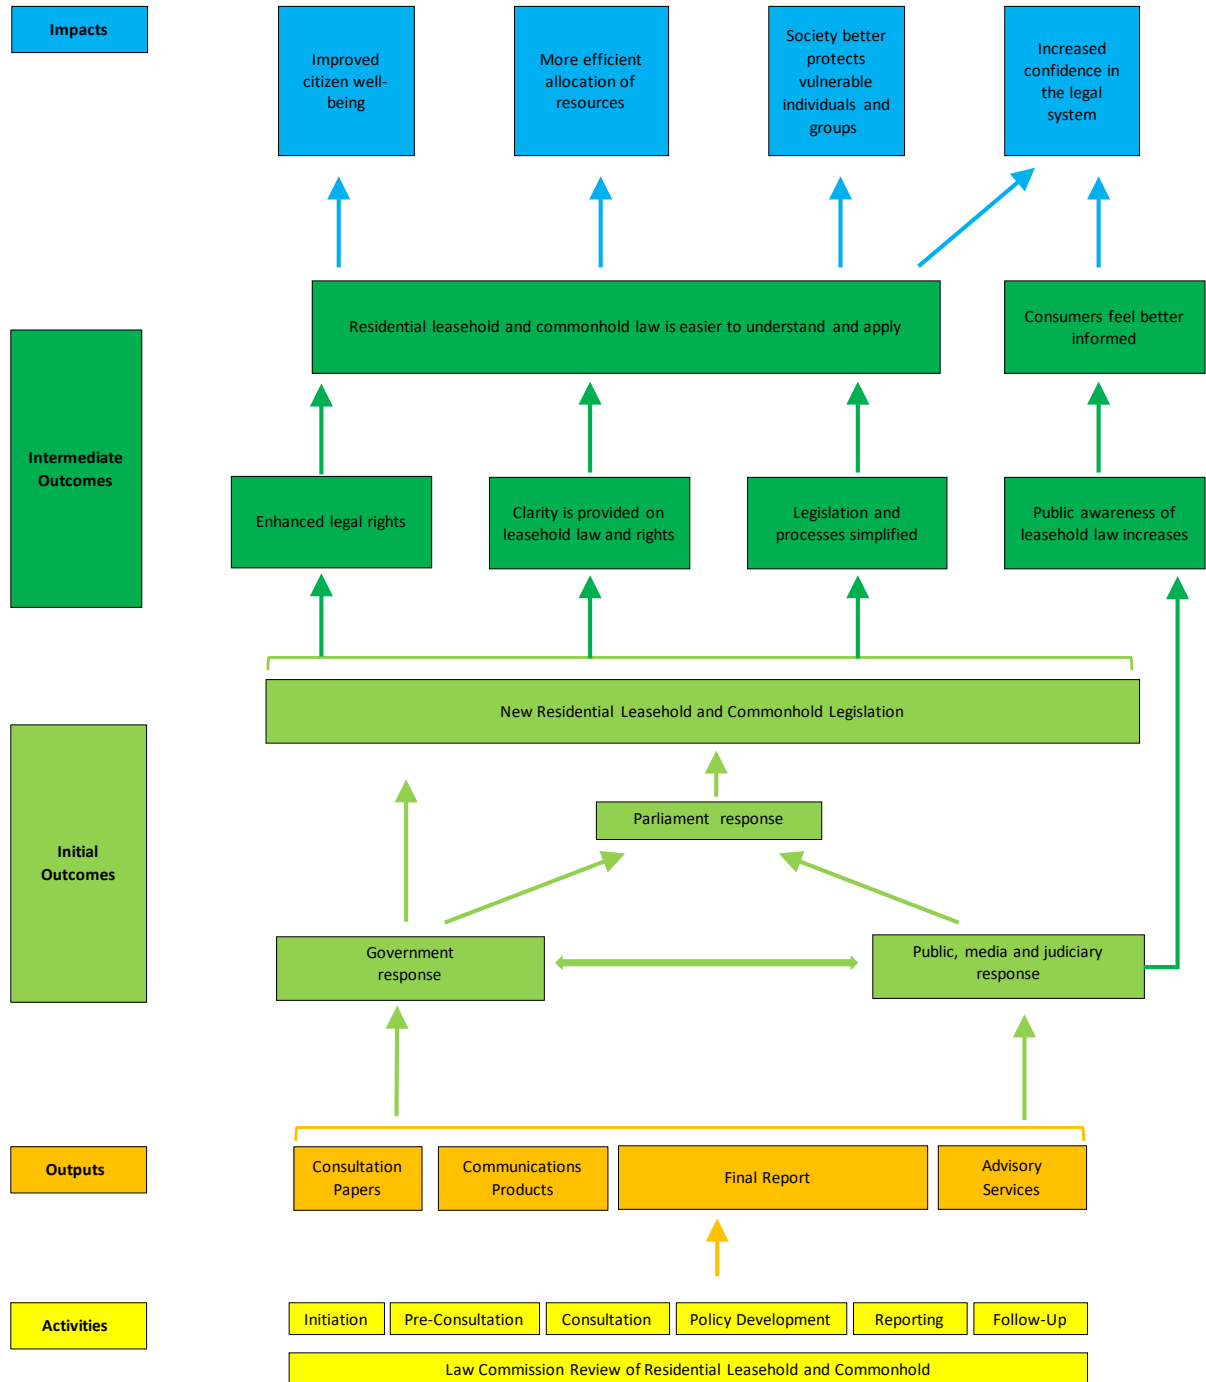 Impacts
Improved
citizen well-
being
More efficient
allocation of
resources
Society better
protects
vulnerable
individuals and
groups
Increased
confidence in
the legal
system
Residential leasehold and commonhold law is easier to understand and apply
Consumers feel better
informed
Intermediate
Outcomes
Enhanced legal rights
Clarity is provided on
leasehold law and rights
Legislation and
processes simplified
Public awareness of
leasehold law increases
New Residential Leasehold and Commonhold Legislation
Parliament response
Initial
Outcomes
Government
response
Public, media and judiciary
response
Outputs
Consultation
Papers
Communications
Products
Final Report
Advisory
Services
Activities
Initiation
Pre-Consultation
Consultation
Policy Development
Reporting
Follow-Up
Law Commission Review of Residential Leasehold and Commonhold